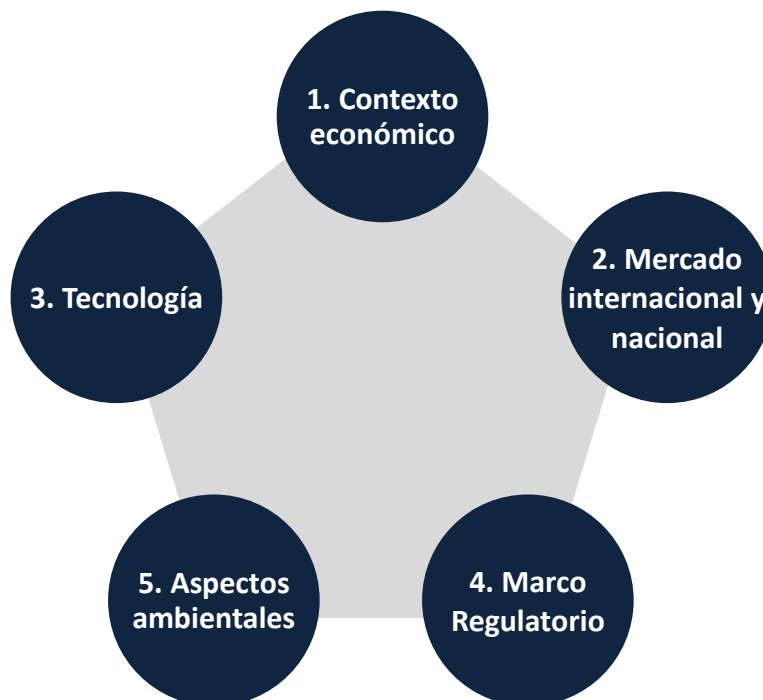 1. Contexto
económico
2. Mercado
internacional y
nacional
3. Tecnología
4. Marco
Regulatorio
5. Aspectos
ambientales